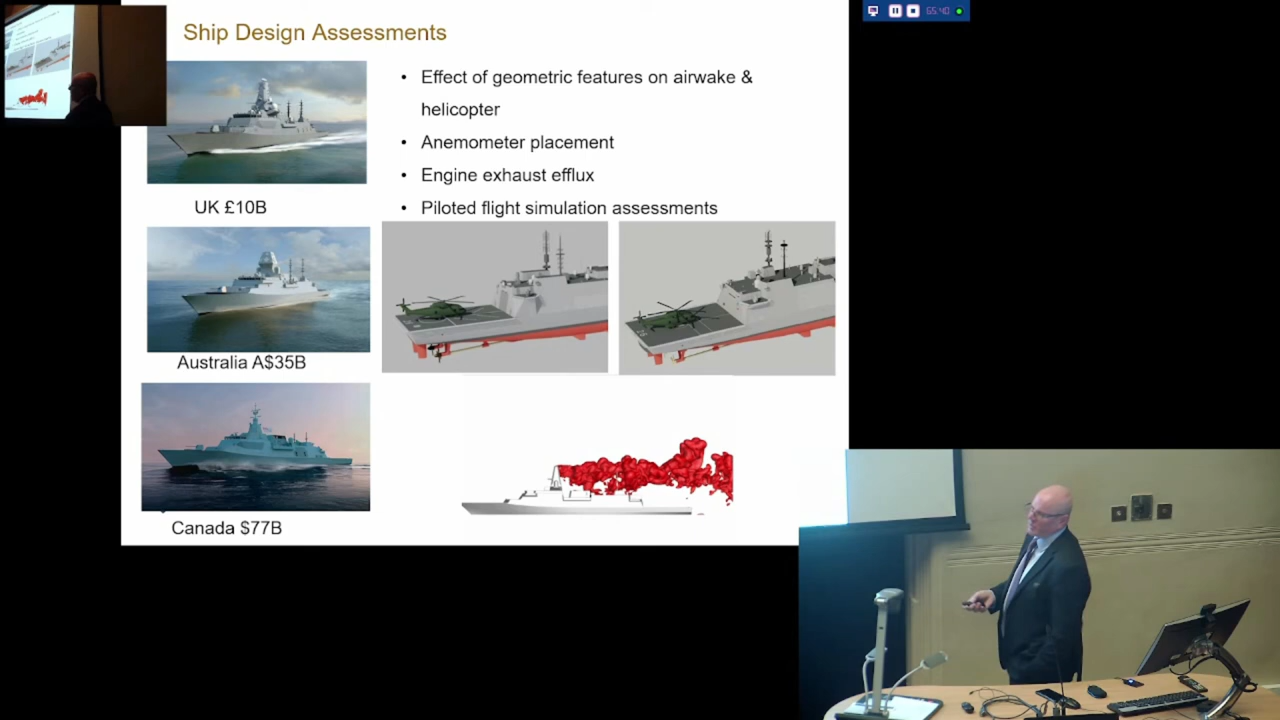 Ship Design Assessments
• Effect of geometric features on airwake &
helicopter
• Anemometer placement
• Engine exhaust efflux
• Piloted flight simulation assessments
UK £10B
Australia A$35B
Canada $77B